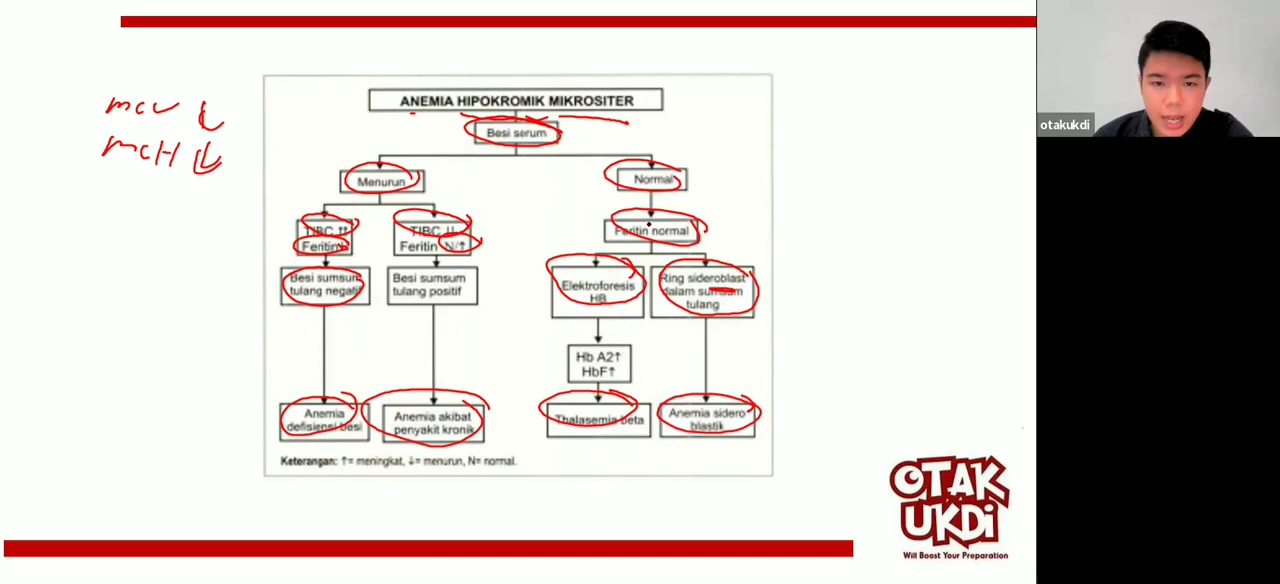 mcv ↓
mcH ↓
ANEMIA HIPOKROMIK MIKROSITER
Besi serum
Menurun
Normal
TIBC ↑↑
Feritin ↓
TIBC ↓↓
Feritin N/↑
Feritin normal
Besi sumsum
tulang negatif
Besi sumsum
tulang positif
Elektroforesis
HB
Ring sideroblast
dalam sumsum
tulang
Hb A2↑
HbF↑
Anemia
defisiensi besi
Anemia akibat
penyakit kronik
Thalasemia beta
Anemia sidero
blastik
Keterangan: ↑= meningkat, ↓= menurun, N= normal.
otakukdi
OTAK
UKDi
Will Boost Your Preparation